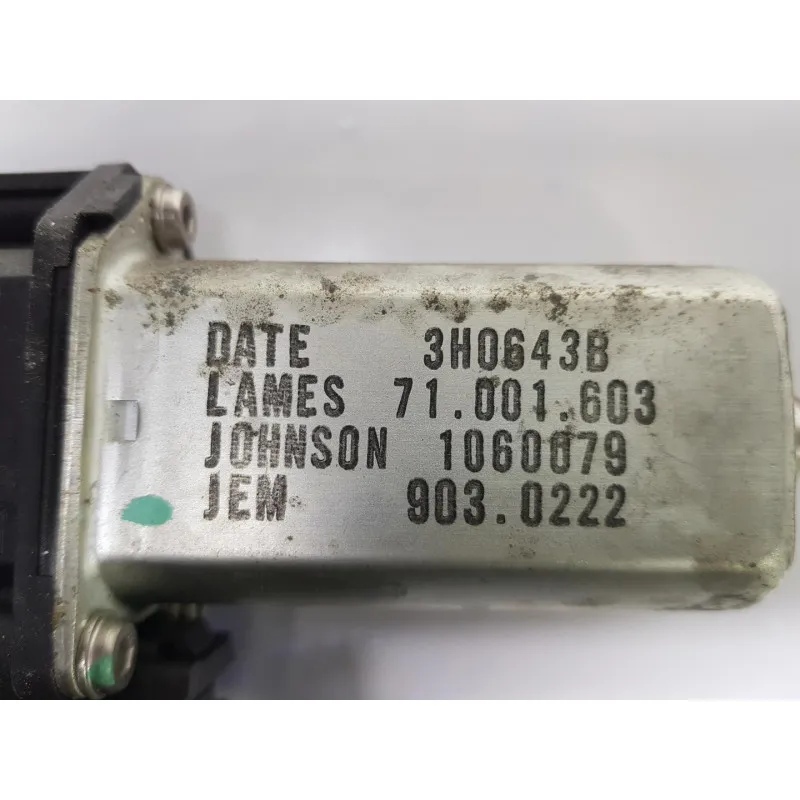 DATE 3H0643B
LAMES 71.001.603
JOHNSON 1060079
JEM 903.0222